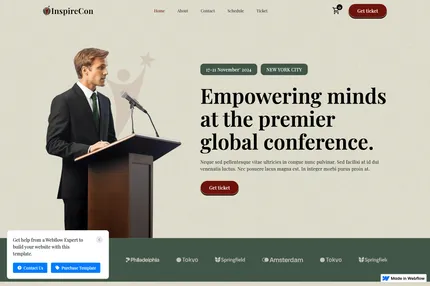 InspireCon
Home About Contact Schedule Ticket
0
Get ticket
17-21 November' 2024 NEW YORK CITY
Empowering minds
at the premier
global conference.
Neque sed pellentesque vitae ultricies in congue nunc pulvinar. Sed facilisi at id dui
venenatis luctus. Nec posuere lacus magna est. In integer morbi purus proin at.
Get ticket
Get help from a Webflow Expert to
build your website with this
template.
Contact Us Purchase Template
Philadelphia Tokyo Springfield Amsterdam Tokyo Springfiel
Made in Webflow